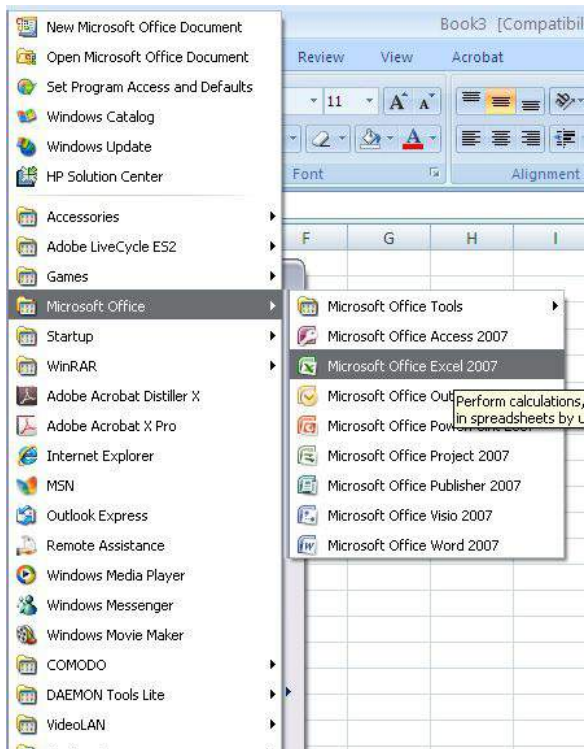 New Microsoft Office Document
Open Microsoft Office Document
Set Program Access and Defaults
Windows Catalog
Windows Update
HP Solution Center
Accessories
Adobe LiveCycle ES2
Games
Microsoft Office
Startup
WinRAR
Adobe Acrobat Distiller X
Adobe Acrobat X Pro
Internet Explorer
MSN
Outlook Express
Remote Assistance
Windows Media Player
Windows Messenger
Windows Movie Maker
COMODO
DAEMON Tools Lite
VideoLAN
Book3 [Compatibil
Review View Acrobat
11 A A
A
Font Alignment
F G H I
Microsoft Office Tools
Microsoft Office Access 2007
Microsoft Office Excel 2007
Microsoft Office Out
Perform calculations,
in spreadsheets by u
Microsoft Office
Microsoft Office Project 2007
Microsoft Office Publisher 2007
Microsoft Office Visio 2007
Microsoft Office Word 2007